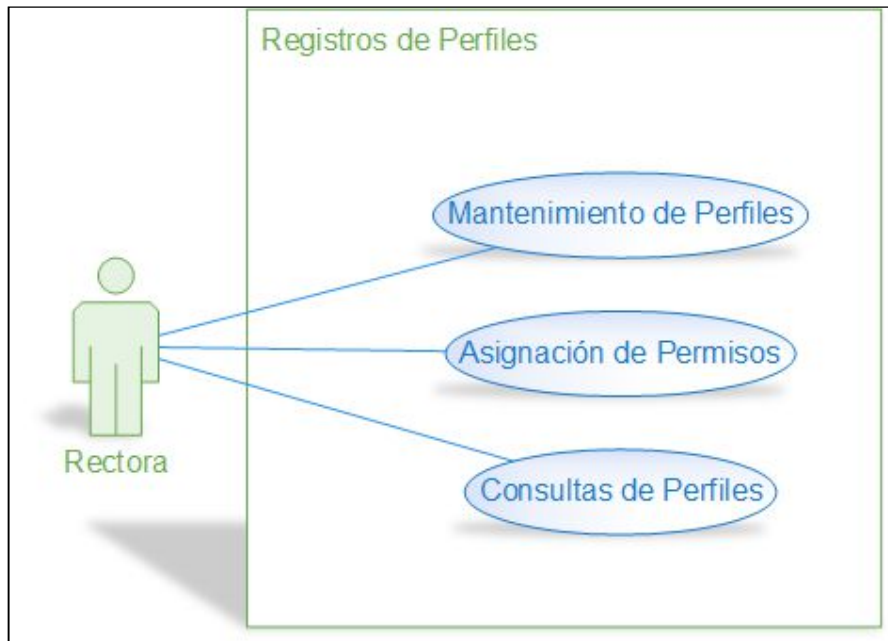 Registros de Perfiles
Mantenimiento de Perfiles
Asignación de Permisos
Rectora
Consultas de Perfiles